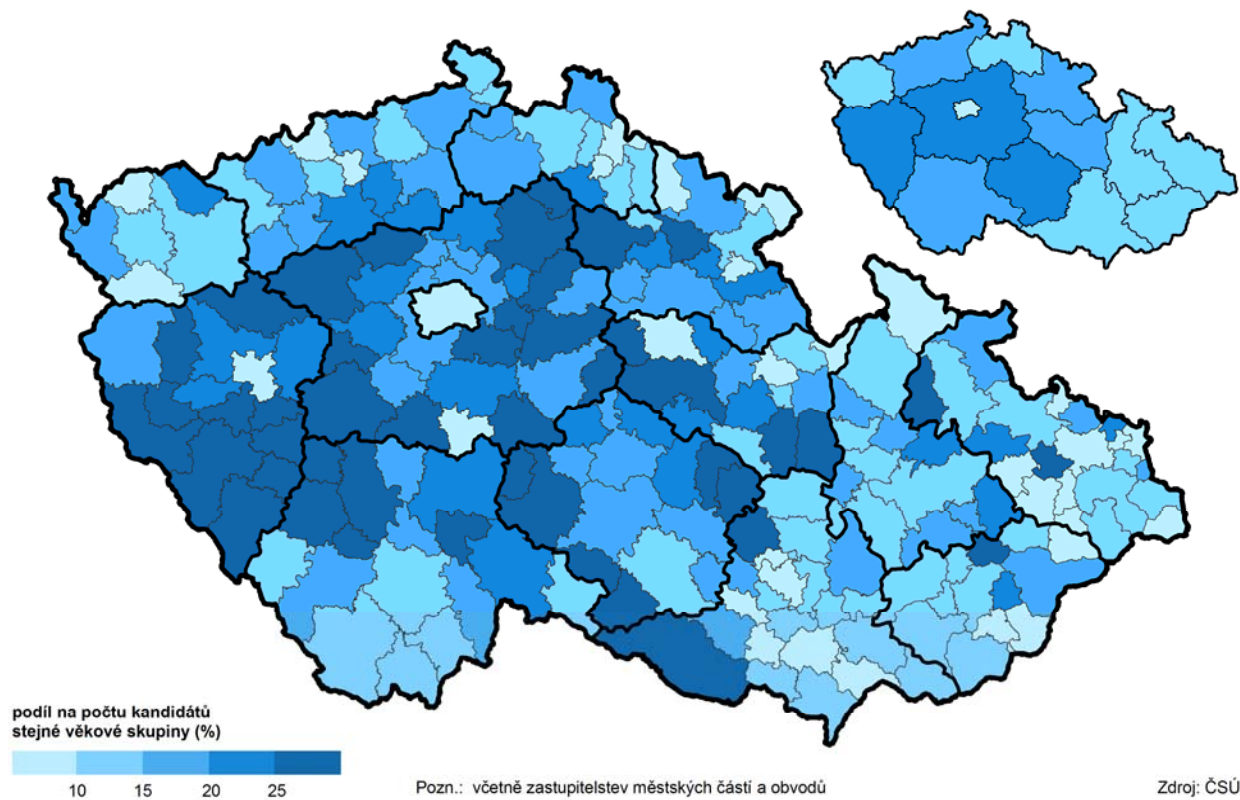 podíl na počtu kandidátů
stejné věkové skupiny (%)
10 15 20 25
Pozn.: včetně zastupitelstev městských částí a obvodů
Zdroj: ČSÚ